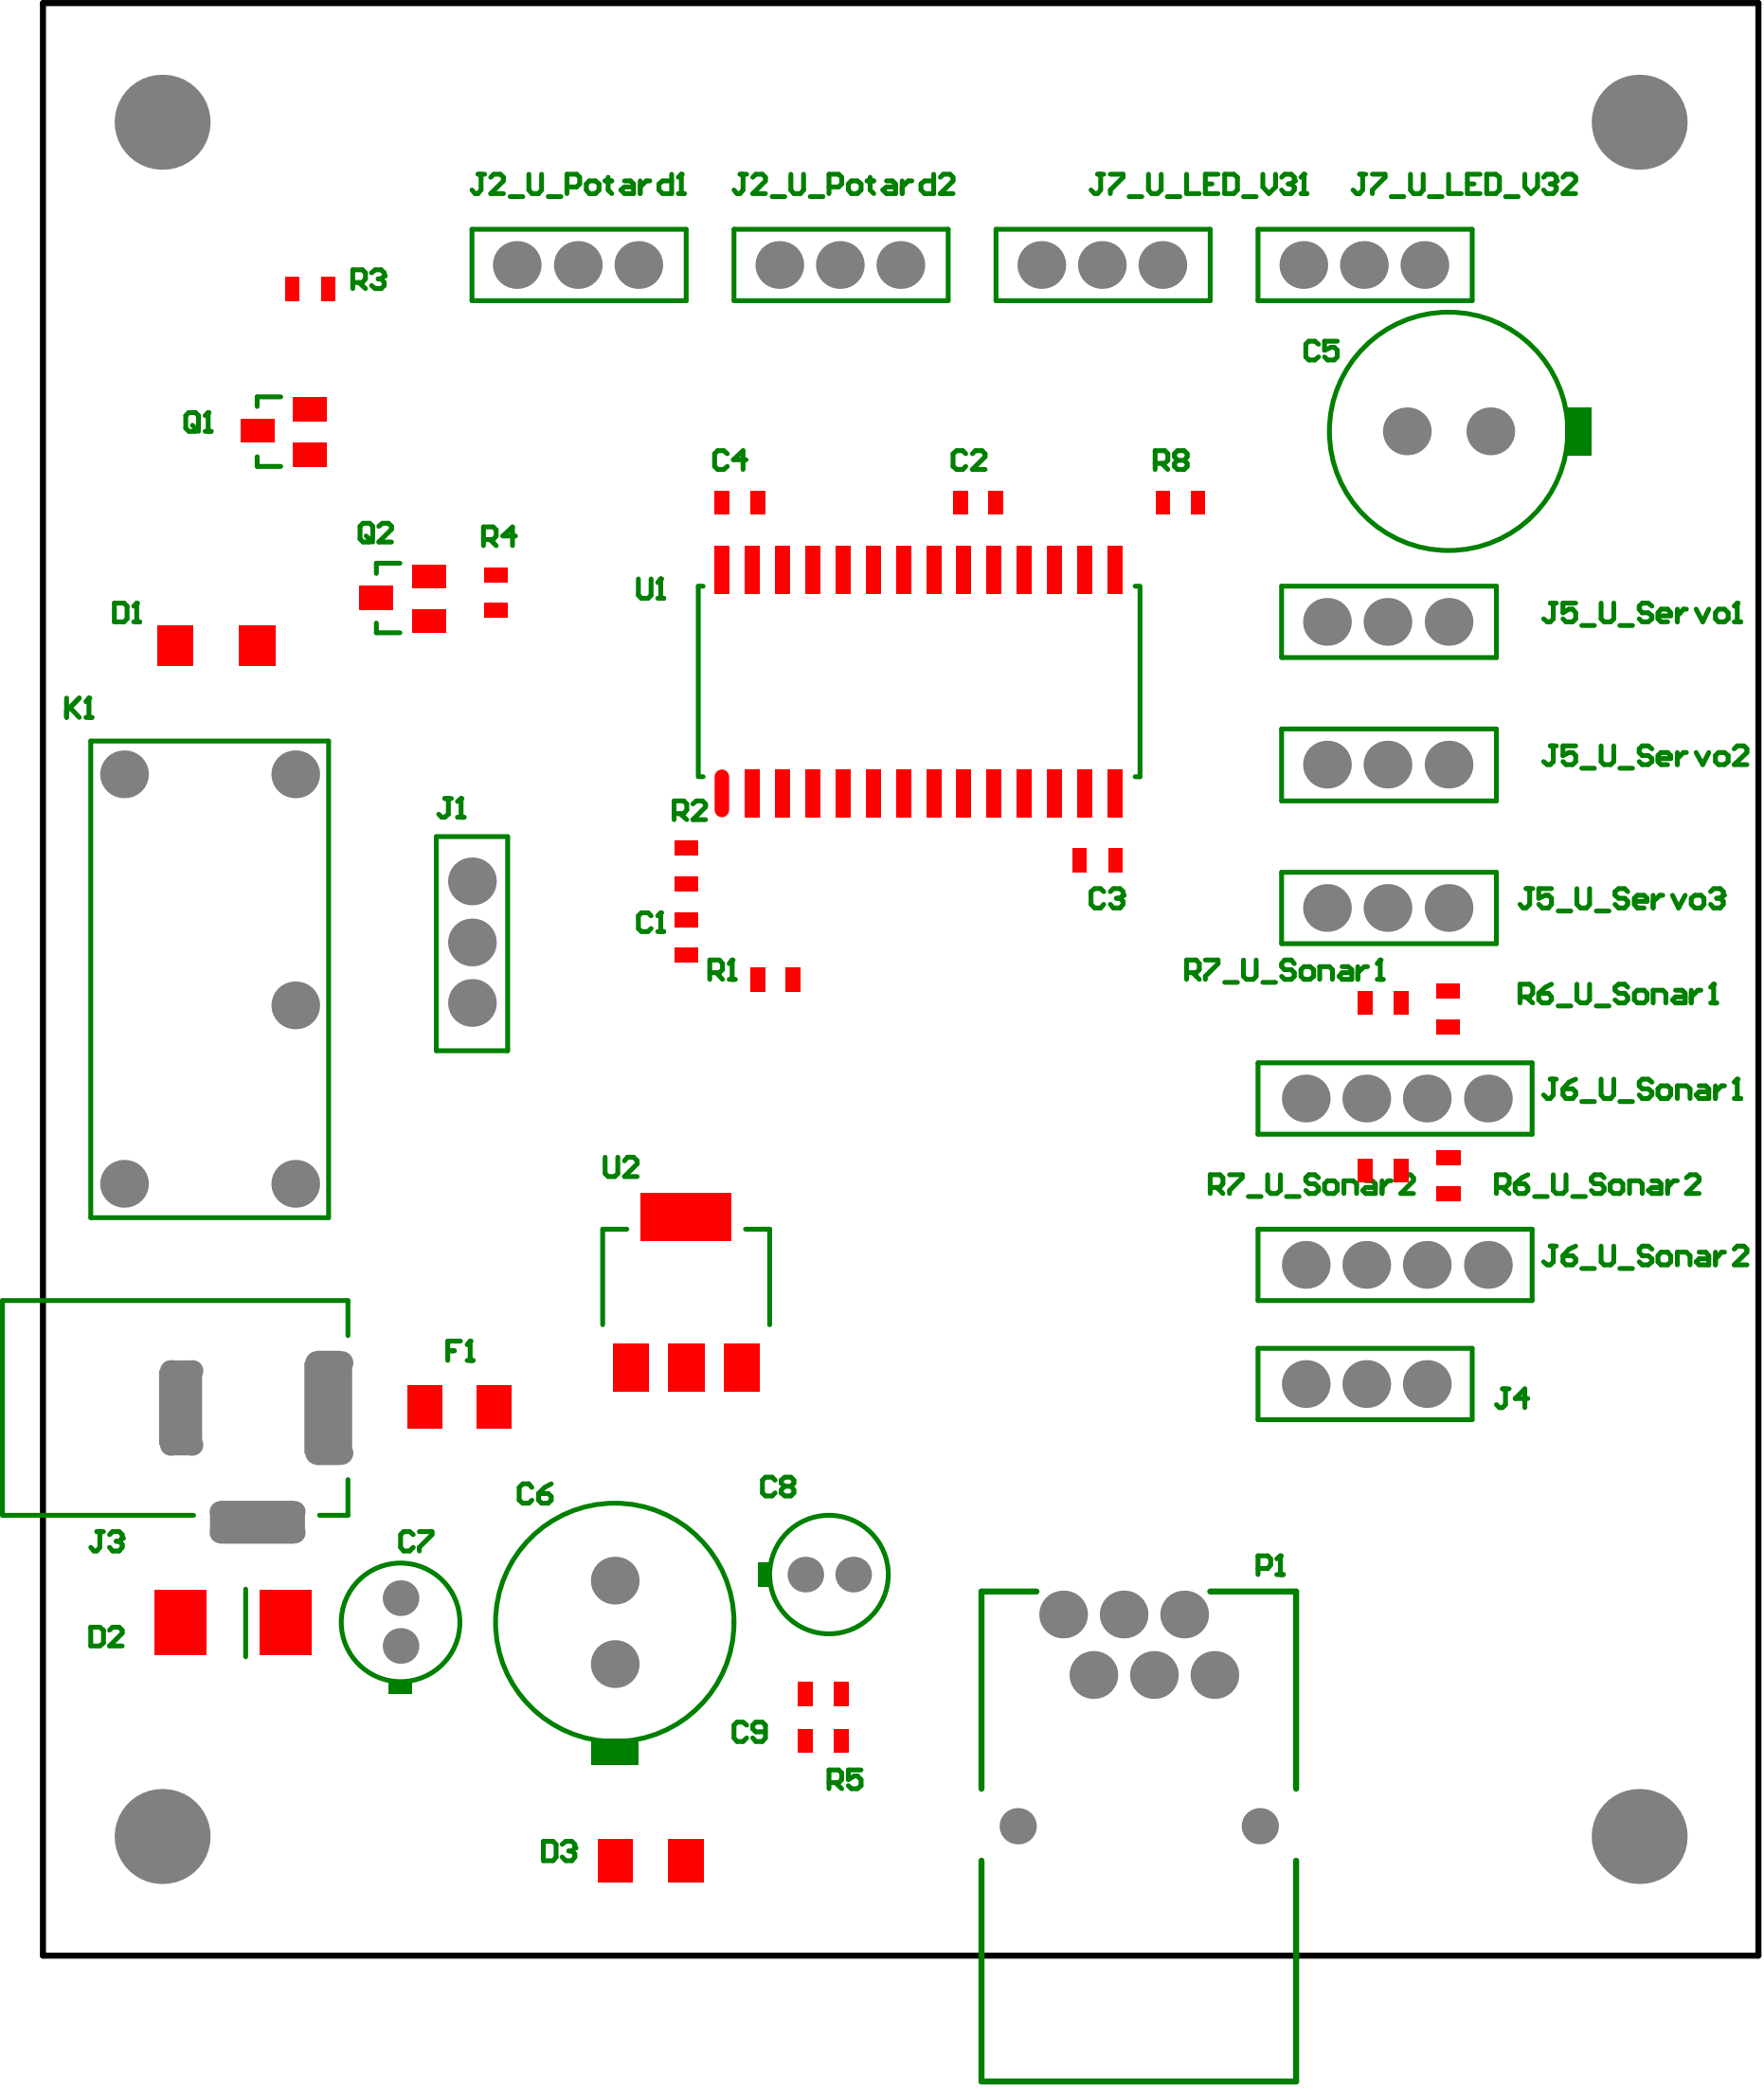 J2_U_Potard1
J2_U_Potard2
J7_U_LED_V31
J7_U_LED_V32
R3
C5
Q1
C4
C2
R8
Q2
R4
U1
D1
J5_U_Servo1
K1
J5_U_Servo2
J1
R2
C3
J5_U_Servo3
C1
R1
R7_U_Sonar1
R6_U_Sonar1
J6_U_Sonar1
U2
R7_U_Sonar2
R6_U_Sonar2
J6_U_Sonar2
F1
J4
C6
C8
J3
C7
P1
D2
C9
R5
D3